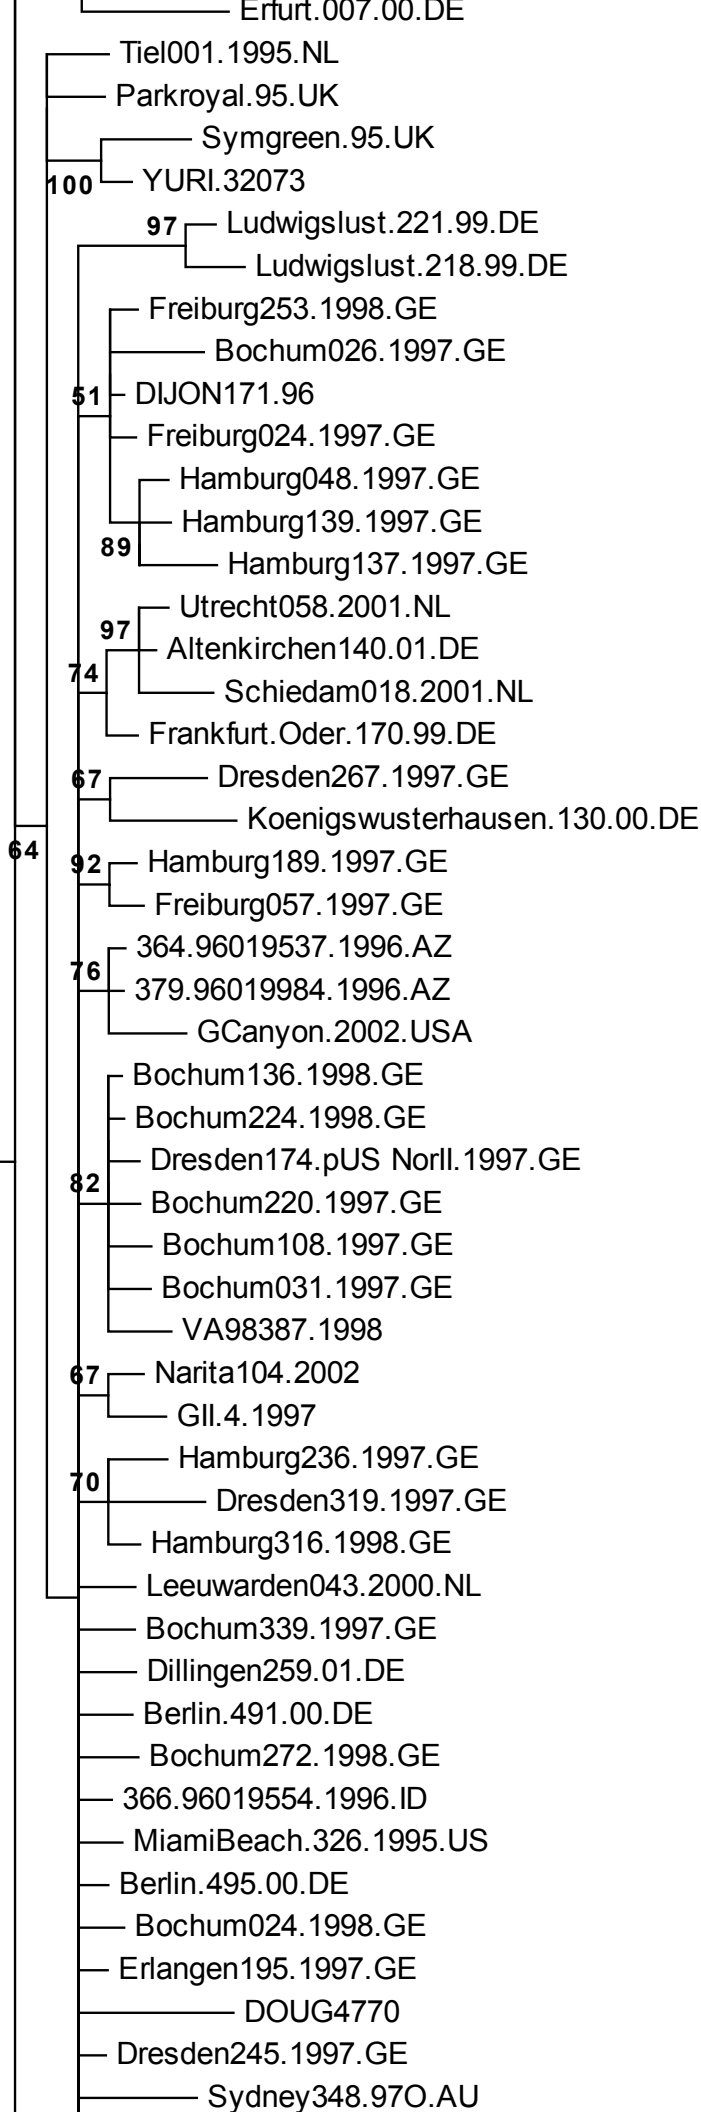 Erfurt.007.00.DE
Tiel001.1995.NL
Parkroyal.95.UK
Symgreen.95.UK
100
YURI.32073
97
Ludwigslust.221.99.DE
Ludwigslust.218.99.DE
Freiburg253.1998.GE
Bochum026.1997.GE
51
DIJON171.96
Freiburg024.1997.GE
Hamburg048.1997.GE
Hamburg139.1997.GE
89
Hamburg137.1997.GE
Utrecht058.2001.NL
97
Altenkirchen140.01.DE
74
Schiedam018.2001.NL
Frankfurt.Oder.170.99.DE
67
Dresden267.1997.GE
Koenigswusterhausen.130.00.DE
64
92
Hamburg189.1997.GE
Freiburg057.1997.GE
364.96019537.1996.AZ
76
379.96019984.1996.AZ
GCanyon.2002.USA
Bochum136.1998.GE
Bochum224.1998.GE
Dresden174.pUS NorII.1997.GE
82
Bochum220.1997.GE
Bochum108.1997.GE
Bochum031.1997.GE
VA98387.1998
67
Narita104.2002
GII.4.1997
Hamburg236.1997.GE
70
Dresden319.1997.GE
Hamburg316.1998.GE
Leeuwarden043.2000.NL
Bochum339.1997.GE
Dillingen259.01.DE
Berlin.491.00.DE
Bochum272.1998.GE
366.96019554.1996.ID
MiamiBeach.326.1995.US
Berlin.495.00.DE
Bochum024.1998.GE
Erlangen195.1997.GE
DOUG4770
Dresden245.1997.GE
Sydney348.97O.AU